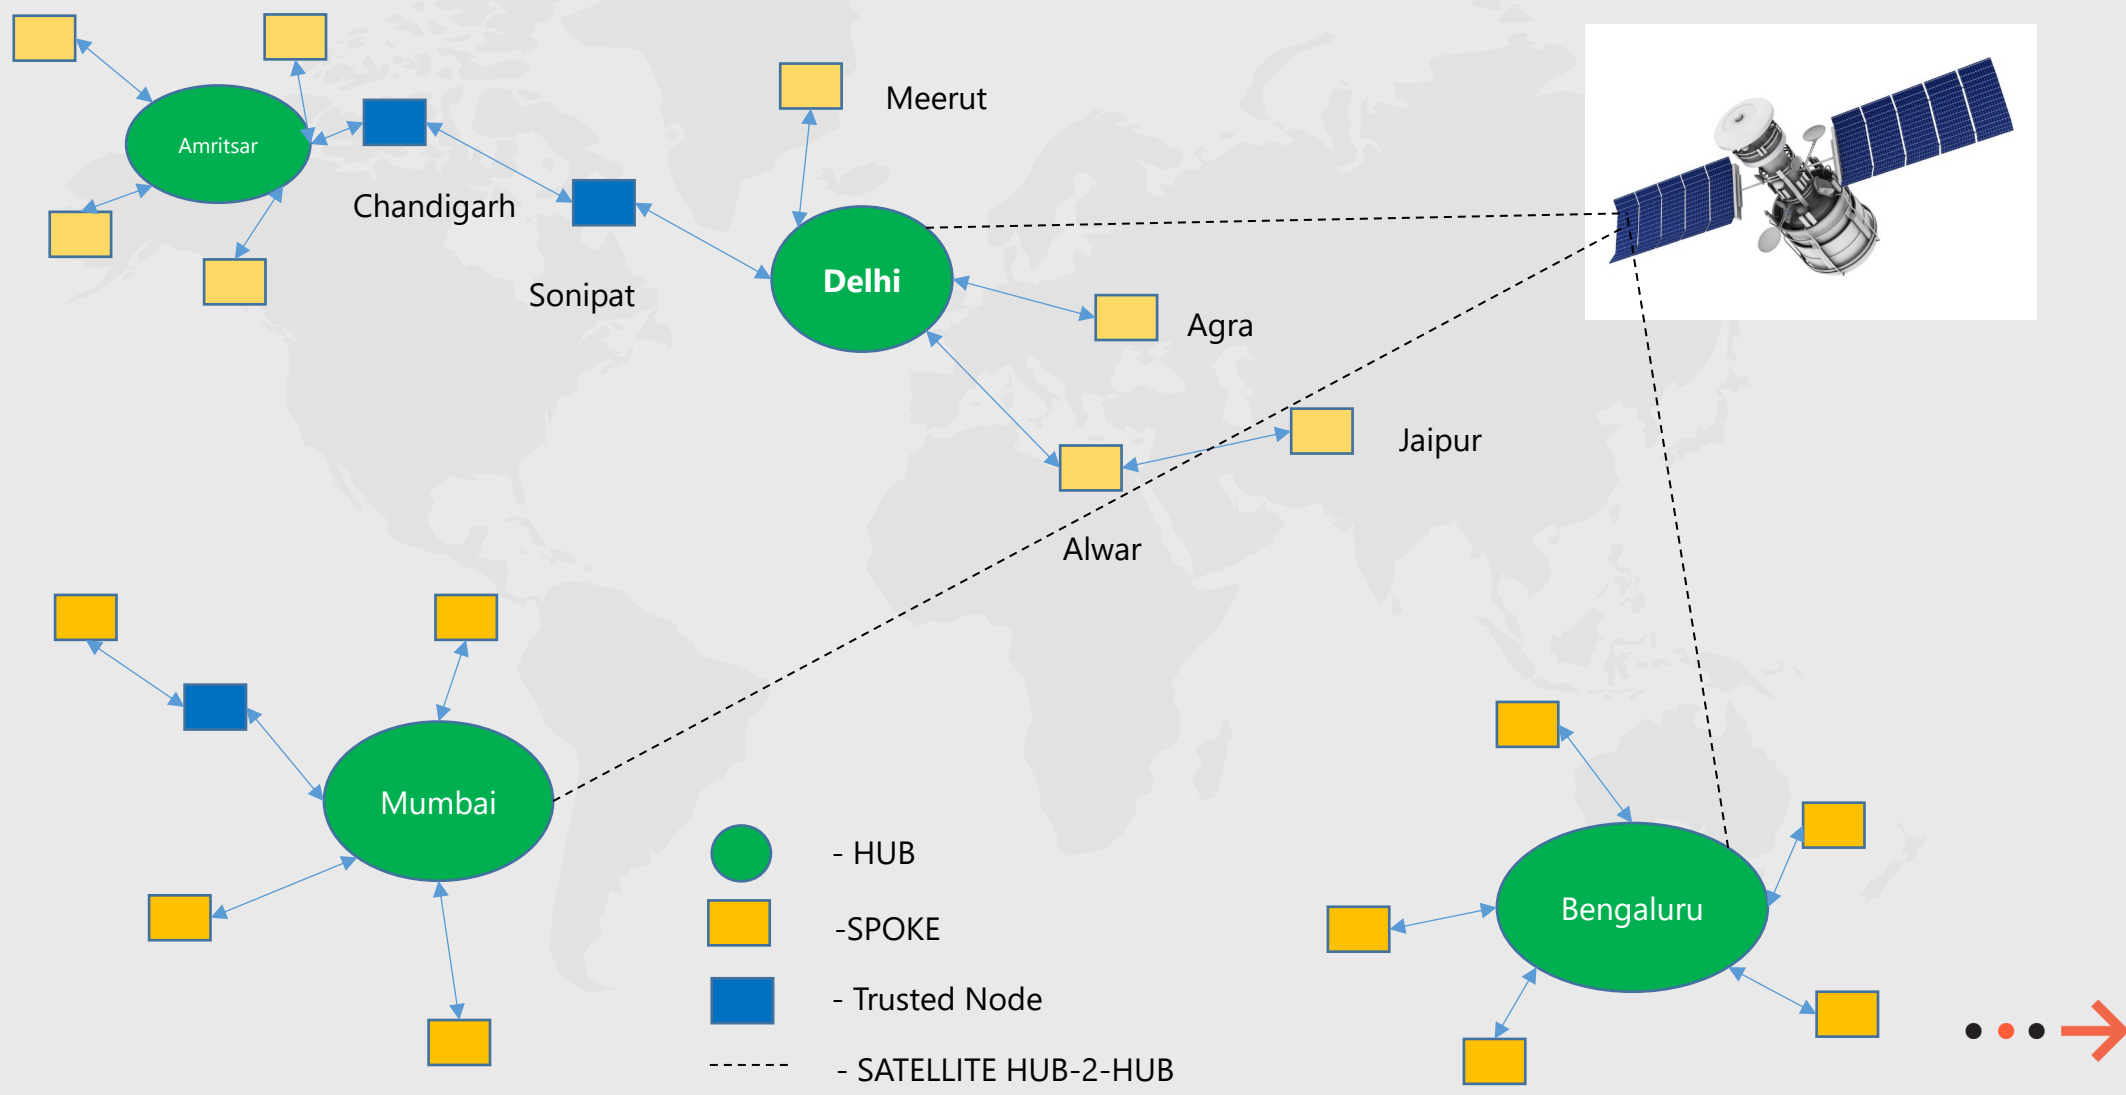 Meerut
Amritsar
Chandigarh
Delhi
Sonipat
Agra
Jaipur
Alwar
Mumbai
- HUB
Bengaluru
-SPOKE
- Trusted Node
- SATELLITE HUB-2-HUB